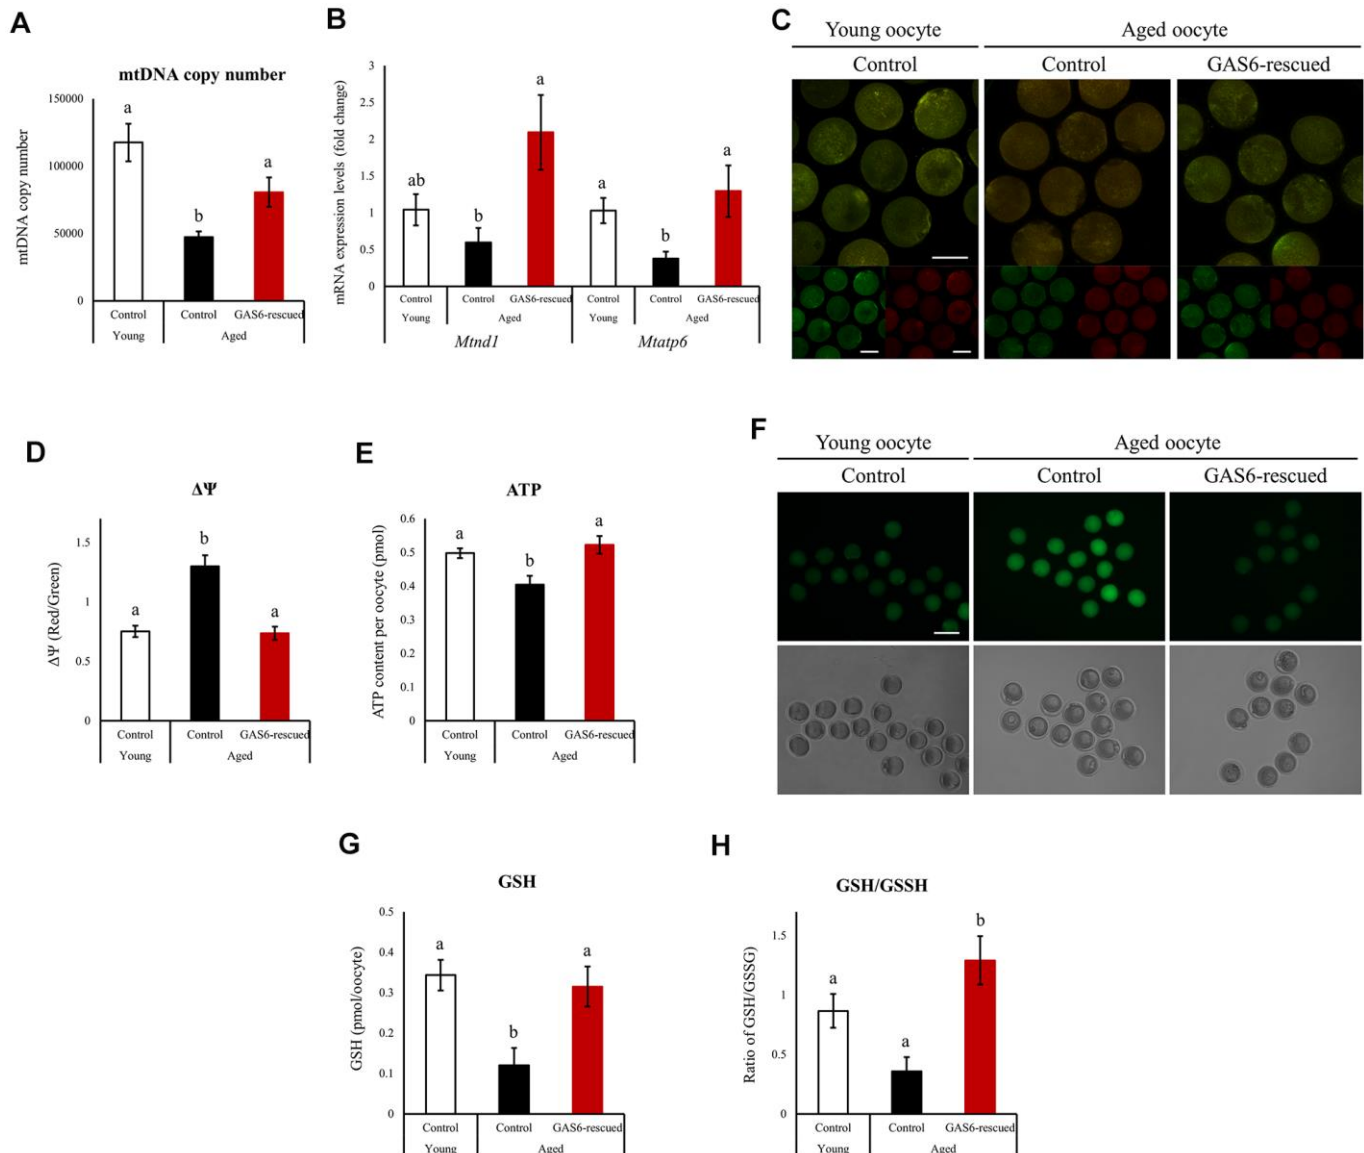 A
mtDNA copy number
mtDNA copy number
150000
100000
50000
0
a
b
a
Control
Control
GAS6-rescued
Young
Aged
B
mRNA expression levels (fold change)
3
2.5
2
1.5
1
0.5
0
ab
b
a
a
b
a
Control
Control
GAS6-rescued
Control
Control
GAS6-rescued
Young
Aged
Young
Aged
Mtnd1
Mtatp6
C
Young oocyte
Aged oocyte
Control
Control
GAS6-rescued
D
ΔΨ
ΔΨ (Red/Green)
1.5
1
0.5
0
a
b
a
Control
Control
GAS6-rescued
Young
Aged
E
ATP
ATP content per oocyte (pmol)
0.6
0.5
0.4
0.3
0.2
0.1
0
a
b
a
Control
Control
GAS6-rescued
Young
Aged
F
Young oocyte
Aged oocyte
Control
Control
GAS6-rescued
G
GSH
GSH (pmol/oocyte)
0.5
0.4
0.3
0.2
0.1
0
a
b
a
Control
Control
GAS6-rescued
Young
Aged
H
GSH/GSSH
Ratio of GSH/GSSG
1.5
1
0.5
0
a
a
b
Control
Control
GAS6-rescued
Young
Aged